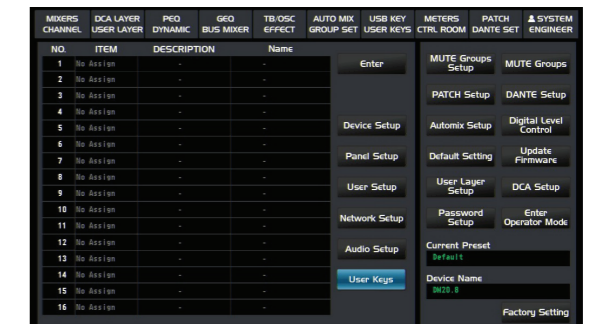 MIXERS DCA LAYER PEQ GEQ TB/OSC AUTO MIX USB KEY METERS PATCH SYSTEM
CHANNEL USER LAYER DYNAMIC BUS MIXER EFFECT GROUP SET USER KEYS CTRL ROOM DANTE SET ENGINEER
NO. ITEM DESCRIPTION Name
1 No Assign - -
2 No Assign - -
3 No Assign - -
4 No Assign - -
5 No Assign - -
6 No Assign - -
7 No Assign - -
8 No Assign - -
9 No Assign - -
10 No Assign - -
11 No Assign - -
12 No Assign - -
13 No Assign - -
14 No Assign - -
15 No Assign - -
16 No Assign - -
Enter
Device Setup
Panel Setup
User Setup
Network Setup
Audio Setup
User Keys
MUTE Groups
Setup
MUTE Groups
PATCH Setup
DANTE Setup
Automix Setup
Digital Level
Control
Default Setting
Update
Firmware
User Layer
Setup
DCA Setup
Password
Setup
Enter
Operator Mode
Current Preset
Default
Device Name
DM20.8
Factory Setting